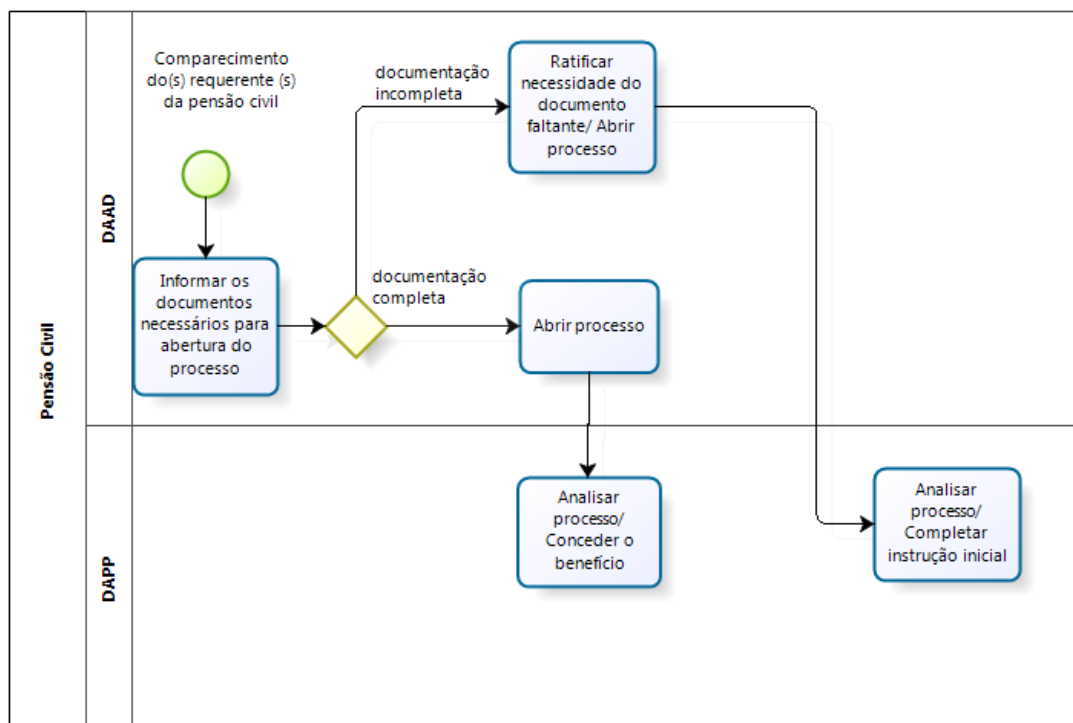 Pensão Civil
DAAD
Comparecimento
do(s) requerente (s)
da pensão civil
Informar os
documentos
necessários para
abertura do
processo
documentação
incompleta
Ratificar
necessidade do
documento
faltante/ Abrir
processo
documentação
completa
Abrir processo
DAPP
Analisar
processo/
Conceder o
benefício
Analisar
processo/
Completar
instrução inicial